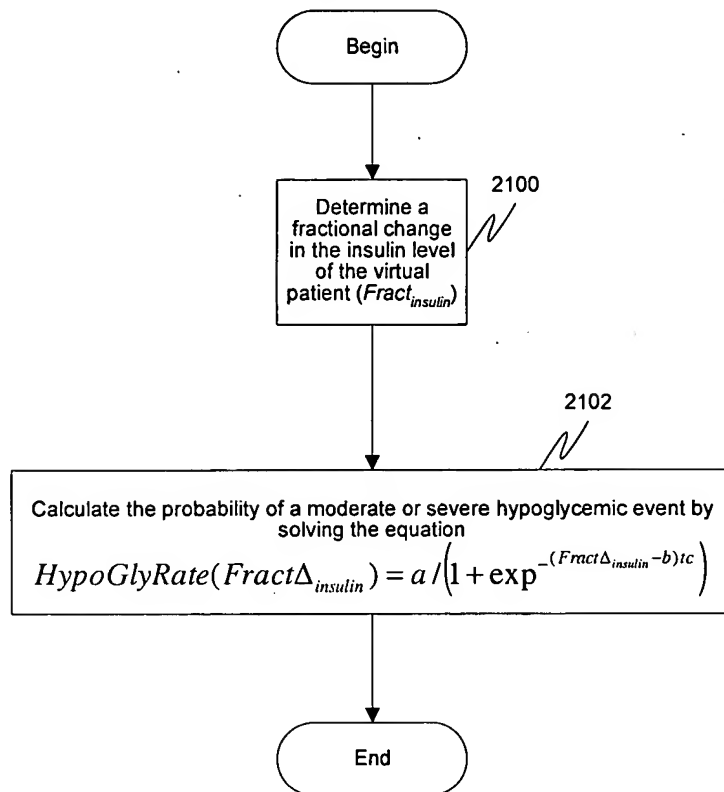 Begin
2100
Determine a
fractional change
in the insulin level
of the virtual
patient (Fract_insulin)
2102
Calculate the probability of a moderate or severe hypoglycemic event by
solving the equation
HypoGlyRate(FractΔ_insulin) = a /(1 + exp^-(FractΔ_insulin -b)tc)
End